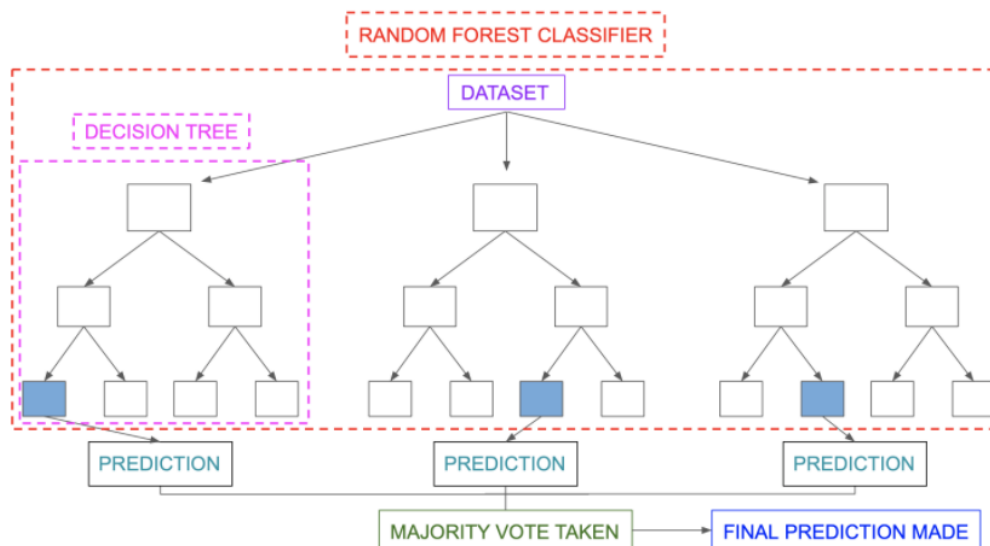 RANDOM FOREST CLASSIFIER
DATASET
DECISION TREE
PREDICTION
PREDICTION
PREDICTION
MAJORITY VOTE TAKEN
FINAL PREDICTION MADE